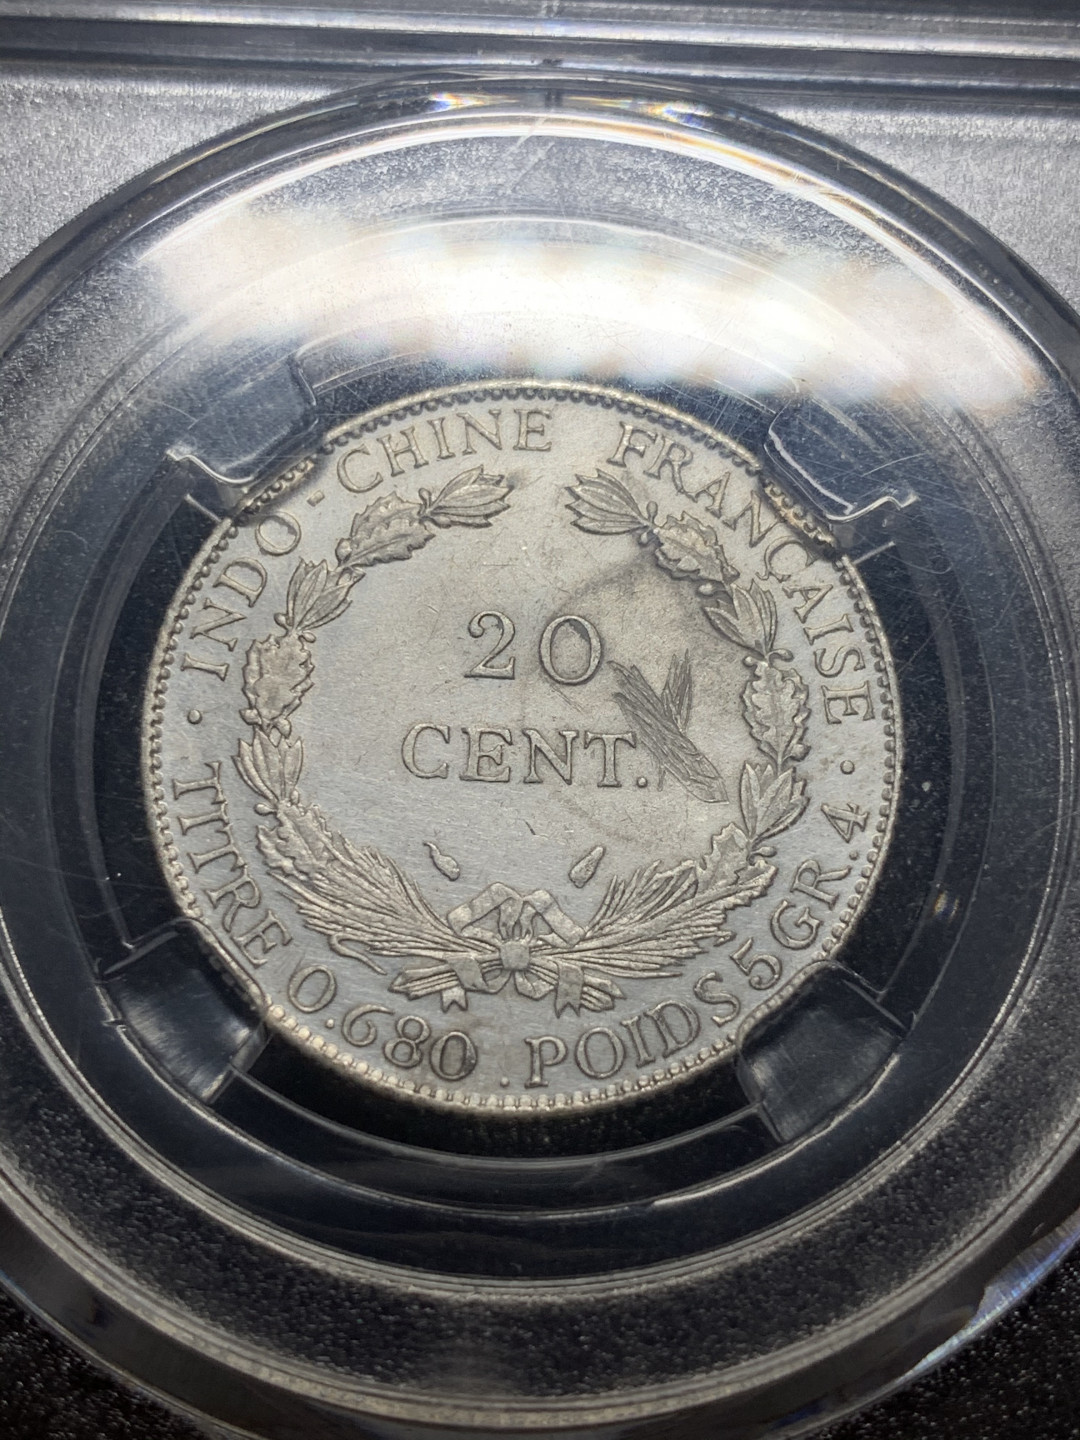 INDO-CHINE FRANÇAISE
20
CENT.
TITRE 0.680 . POIDS 5 GR. 4